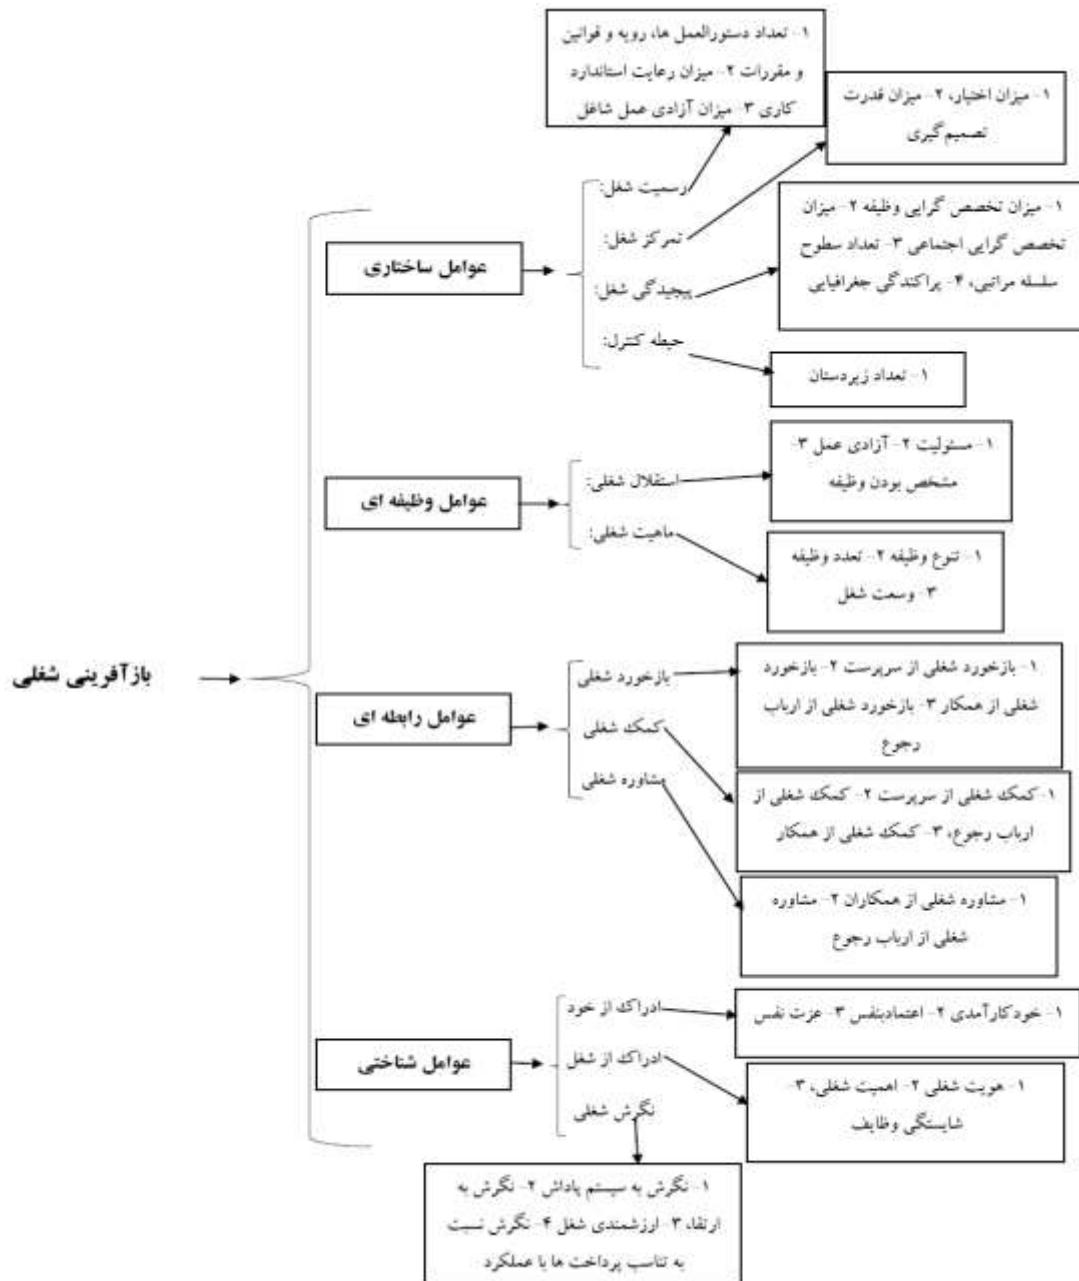 ۱- تعداد دستورالعمل ها، رویه و قوانین
و مقررات ۲- میزان رعایت استاندارد
کاری ۳- میزان آزادی عمل شاغل
۱- میزان اختیار، ۲- میزان قدرت
تصمیم‌گیری
رسمیت شغل:
تمرکز شغل:
پیچیدگی شغل:
حیطه کنترل:
عوامل ساختاری
۱- میزان تخصص گرایی وظیفه ۲- میزان
تخصص گرایی اجتماعی ۳- تعداد سطوح
سلسله مراتبی، ۴- پراکندگی جغرافیایی
۱- تعداد زیردستان
عوامل وظیفه ای
استقلال شغلی:
ماهیت شغلی:
۱- مسئولیت ۲- آزادی عمل ۳-
مشخص بودن وظیفه
۱- تنوع وظیفه ۲- تعدد وظیفه
۳- وسعت شغل
بازآفرینی شغلی
عوامل رابطه ای
بازخورد شغلی
کمک شغلی
مشاوره شغلی
۱- بازخورد شغلی از سرپرست ۲- بازخورد
شغلی از همکار ۳- بازخورد شغلی از ارباب
رجوع
۱- کمک شغلی از سرپرست ۲- کمک شغلی از
ارباب رجوع، ۳- کمک شغلی از همکار
۱- مشاوره شغلی از همکاران ۲- مشاوره
شغلی از ارباب رجوع
عوامل شناختی
ادراک از خود
ادراک از شغل
نگرش شغلی
۱- خودکارآمدی ۲- اعتمادبنفس ۳- عزت نفس
۱- هویت شغلی ۲- اهمیت شغلی، ۳-
شایستگی وظایف
۱- نگرش به سیستم پاداش ۲- نگرش به
ارتقا، ۳- ارزشمندی شغل ۴- نگرش نسبت
به تناسب پرداخت ها با عملکرد